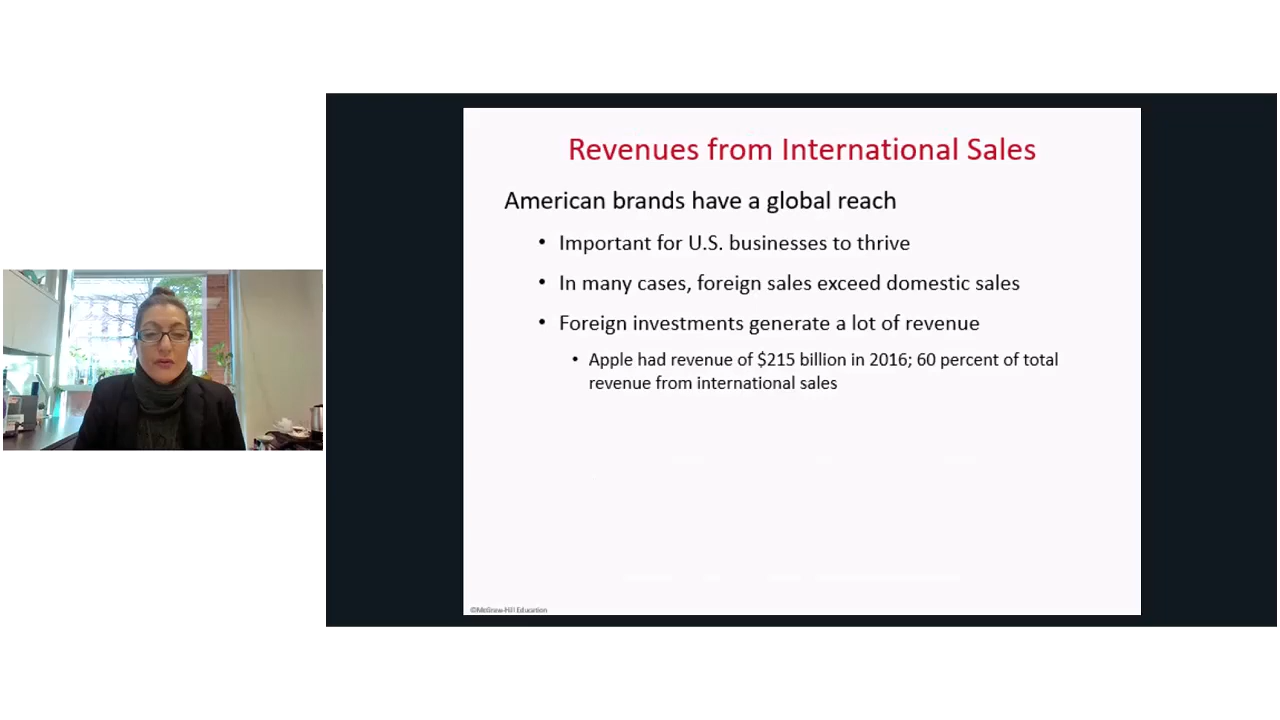 Revenues from International Sales
American brands have a global reach
• Important for U.S. businesses to thrive
• In many cases, foreign sales exceed domestic sales
• Foreign investments generate a lot of revenue
• Apple had revenue of $215 billion in 2016; 60 percent of total
revenue from international sales
©McGraw-Hill Education